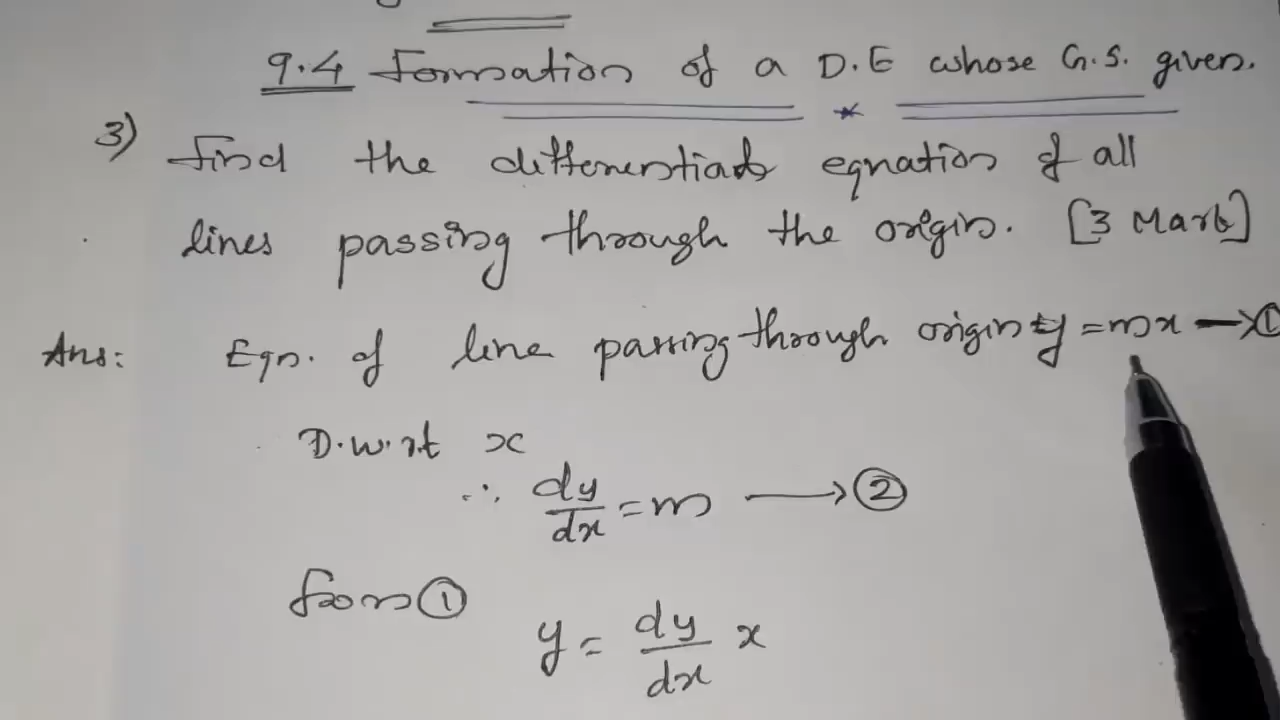 9.4 Formation of a D.E whose G.S. given.
3) Find the differential equation of all
lines passing through the origin. [3 Mark]
Ans: Eqn. of line passing through origin y = mx → ①
D.w.r.t x
∴ dy/dx = m → ②
from ①
y = dy/dx x